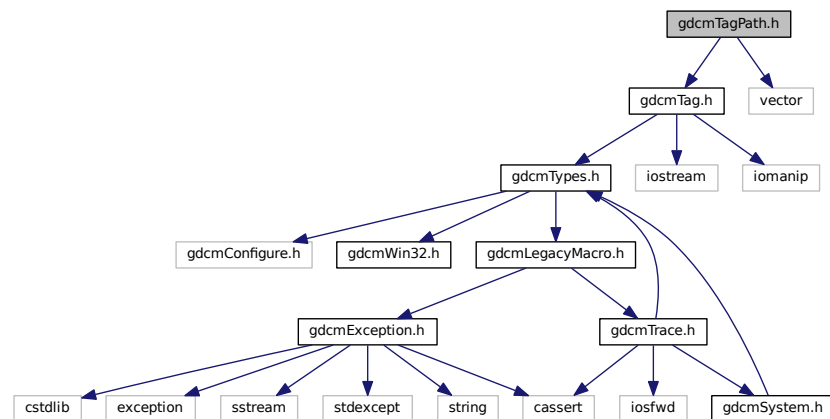 gdcmTagPath.h
gdcmTag.h
vector
gdcmTypes.h
iostream
iomanip
gdcmConfigure.h
gdcmWin32.h
gdcmLegacyMacro.h
gdcmException.h
gdcmTrace.h
cstdlib
exception
sstream
stdexcept
string
cassert
iosfwd
gdcmSystem.h